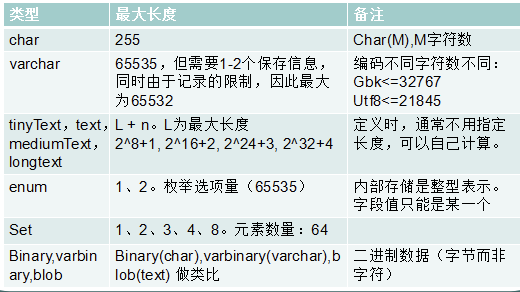 类型 最大长度 备注
char 255 Char(M),M字符数
varchar 65535，但需要1-2个保存信息， 编码不同字符数不同：
同时由于记录的限制，因此最大 Gbk<=32767
为65532 Utf8<=21845
tinyText，text， L + n。L为最大长度 定义时，通常不用指定
mediumText， 2^8+1, 2^16+2, 2^24+3, 2^32+4 长度，可以自己计算。
longtext
enum 1、2。枚举选项量（65535） 内部存储是整型表示。
字段值只能是某一个
Set 1、2、3、4、8。元素数量：64
Binary,varbin Binary(char),varbinary(varchar),b 二进制数据（字节而非
ary,blob lob(text) 做类比 字符）